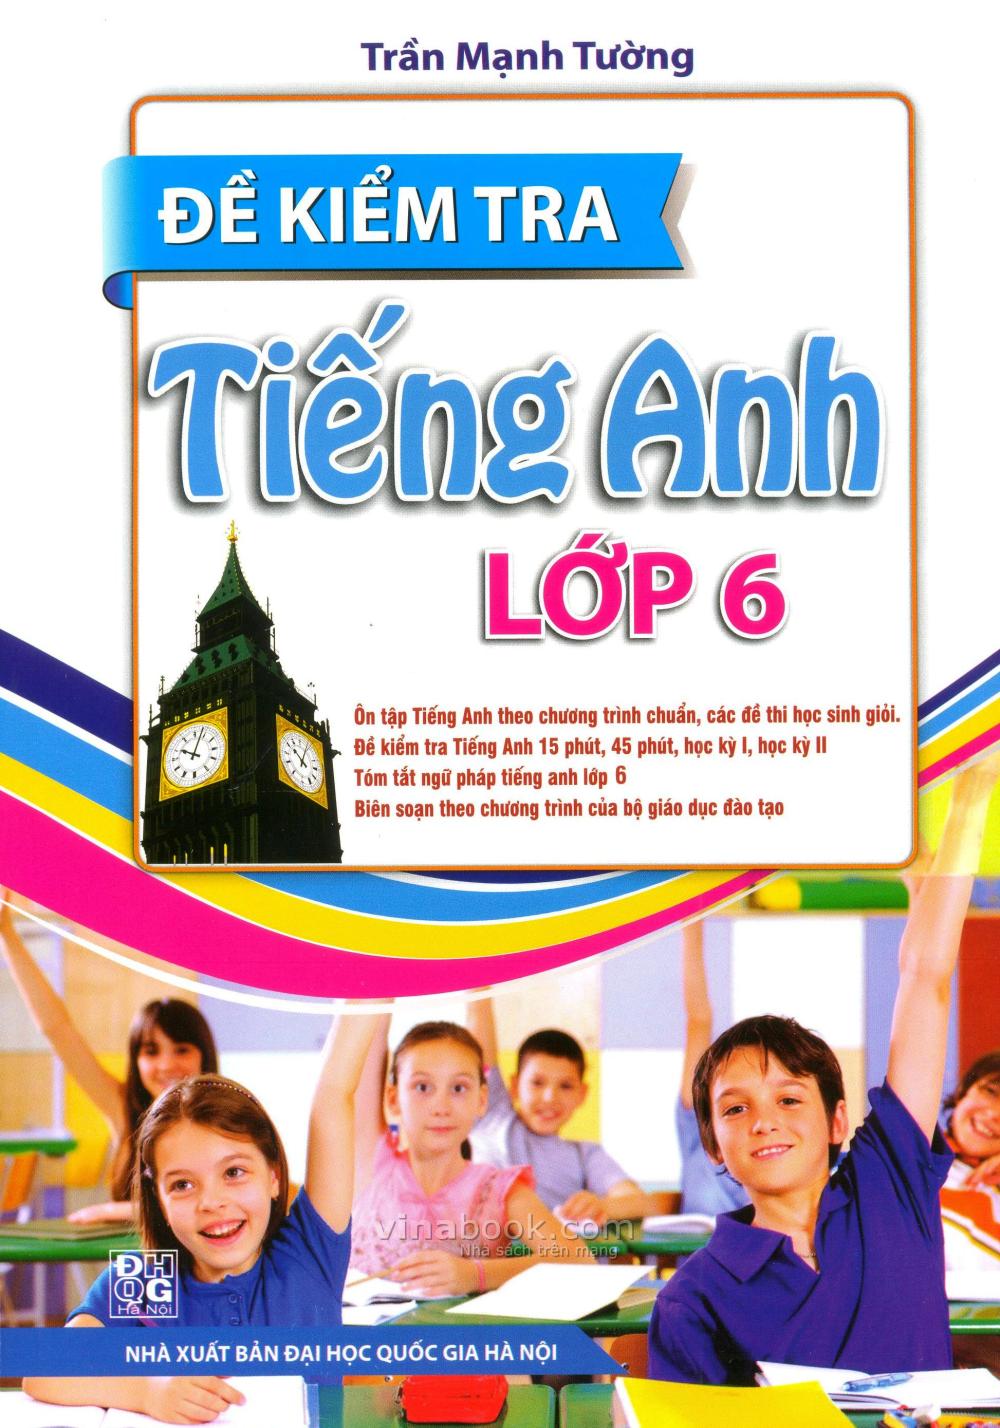 Trần Mạnh Tường
ĐỀ KIỂM TRA
Tiếng Anh
LỚP 6
Ôn tập Tiếng Anh theo chương trình chuẩn, các đề thi học sinh giỏi.
Đề kiểm tra Tiếng Anh 15 phút, 45 phút, học kỳ I, học kỳ II
Tóm tắt ngữ pháp tiếng anh lớp 6
Biên soạn theo chương trình của bộ giáo dục đào tạo
vinabook.com
Nhà sách trên mạng
ĐH
QG
Hà Nội
NHÀ XUẤT BẢN ĐẠI HỌC QUỐC GIA HÀ NỘI